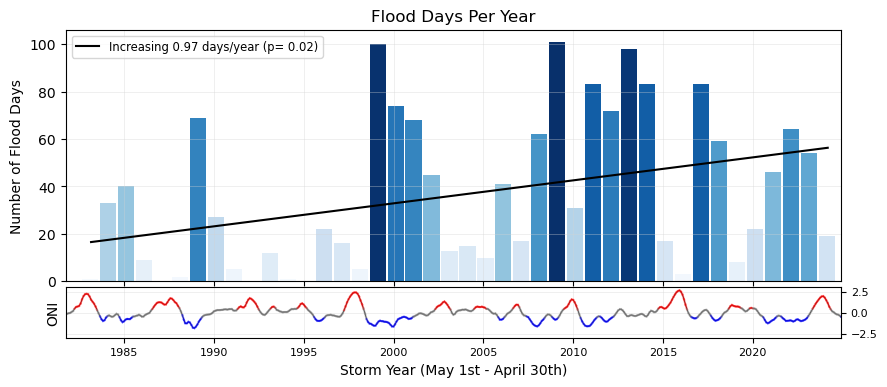 Flood Days Per Year
Increasing 0.97 days/year (p= 0.02)
Number of Flood Days
100
80
60
40
20
0
ONI
2.5
0.0
−2.5
1985 1990 1995 2000 2005 2010 2015 2020
Storm Year (May 1st - April 30th)